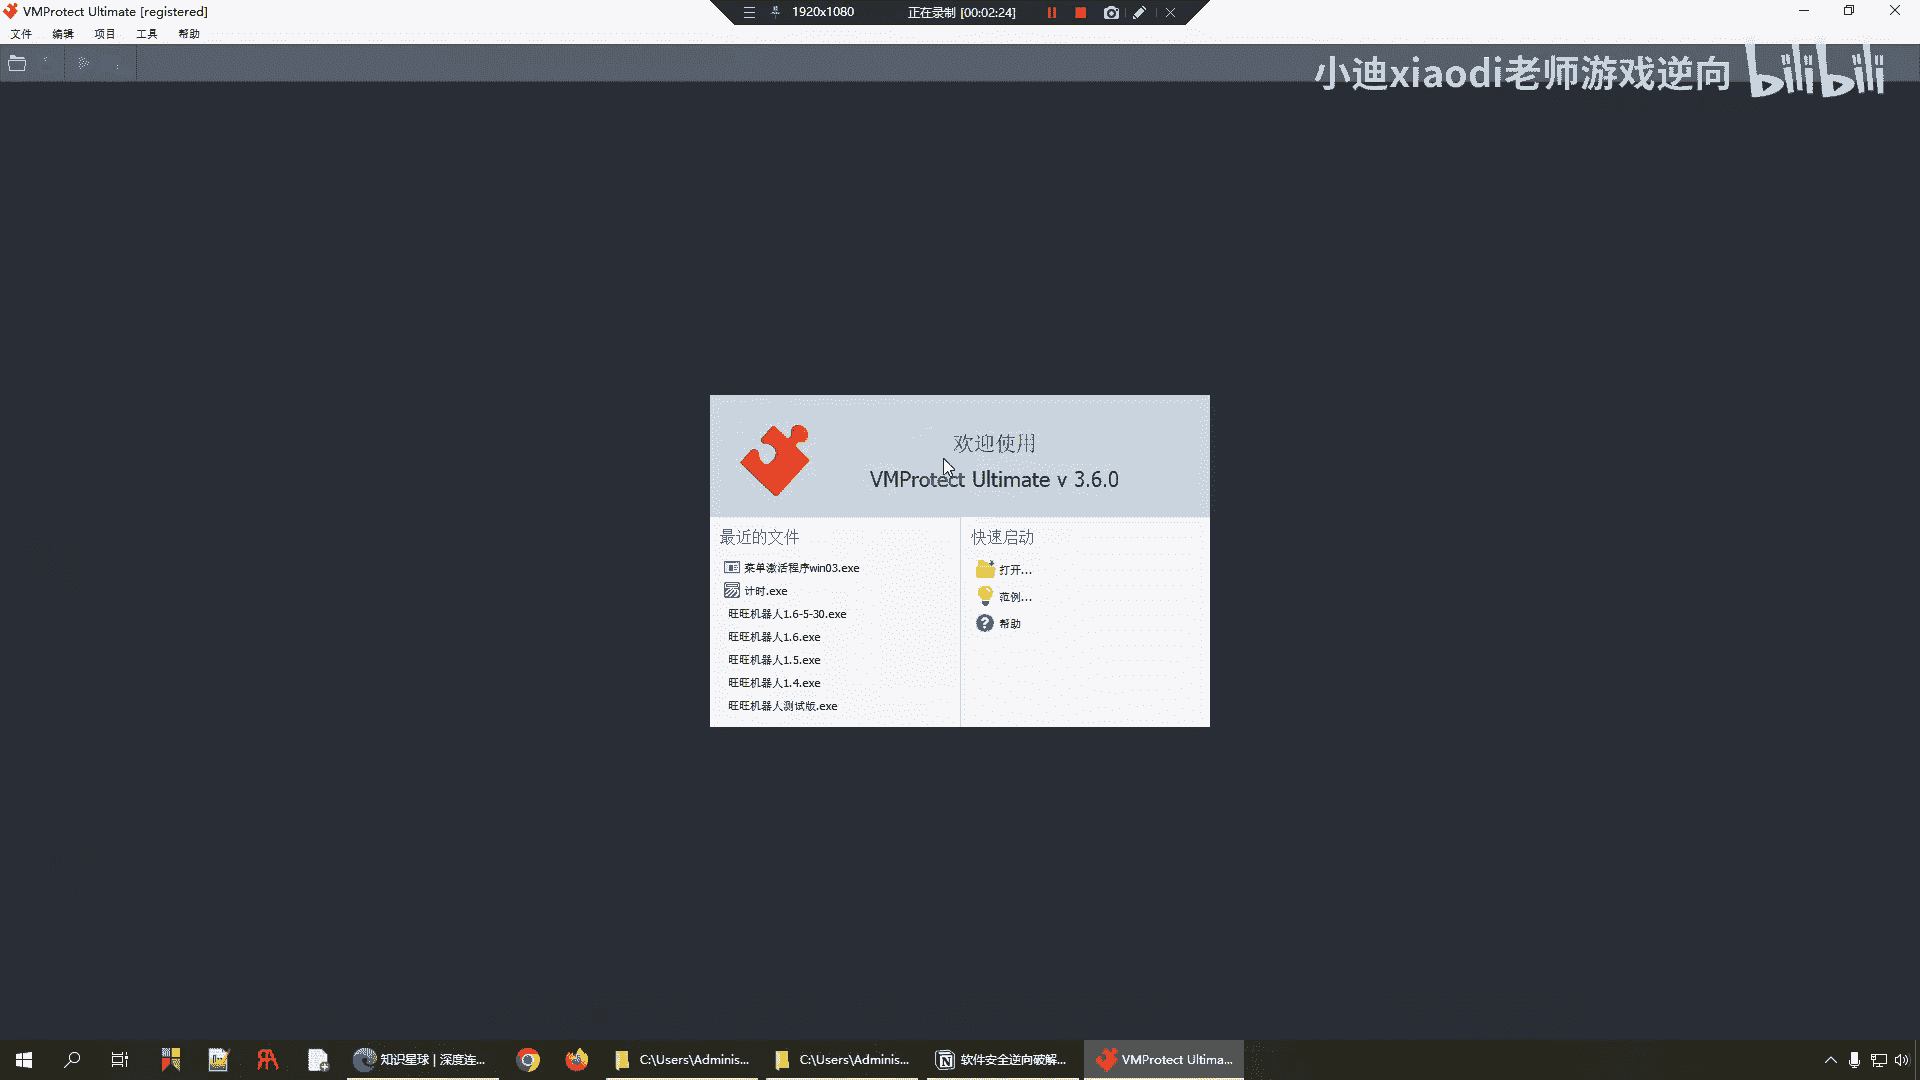 VMProtect Ultimate [registered]
1920x1080
正在录制 [00:02:24]
文件 编辑 项目 工具 帮助
小迪xiaodi老师游戏逆向 bilibili
欢迎使用
VMProtect Ultimate v 3.6.0
最近的文件
菜单激活程序win03.exe
计时.exe
旺旺机器人1.6-5-30.exe
旺旺机器人1.6.exe
旺旺机器人1.5.exe
旺旺机器人1.4.exe
旺旺机器人测试版.exe
快速启动
打开...
范例...
帮助
知识星球 | 深度连...
C:\Users\Adminis...
C:\Users\Adminis...
软件安全逆向破解...
VMProtect Ultima...